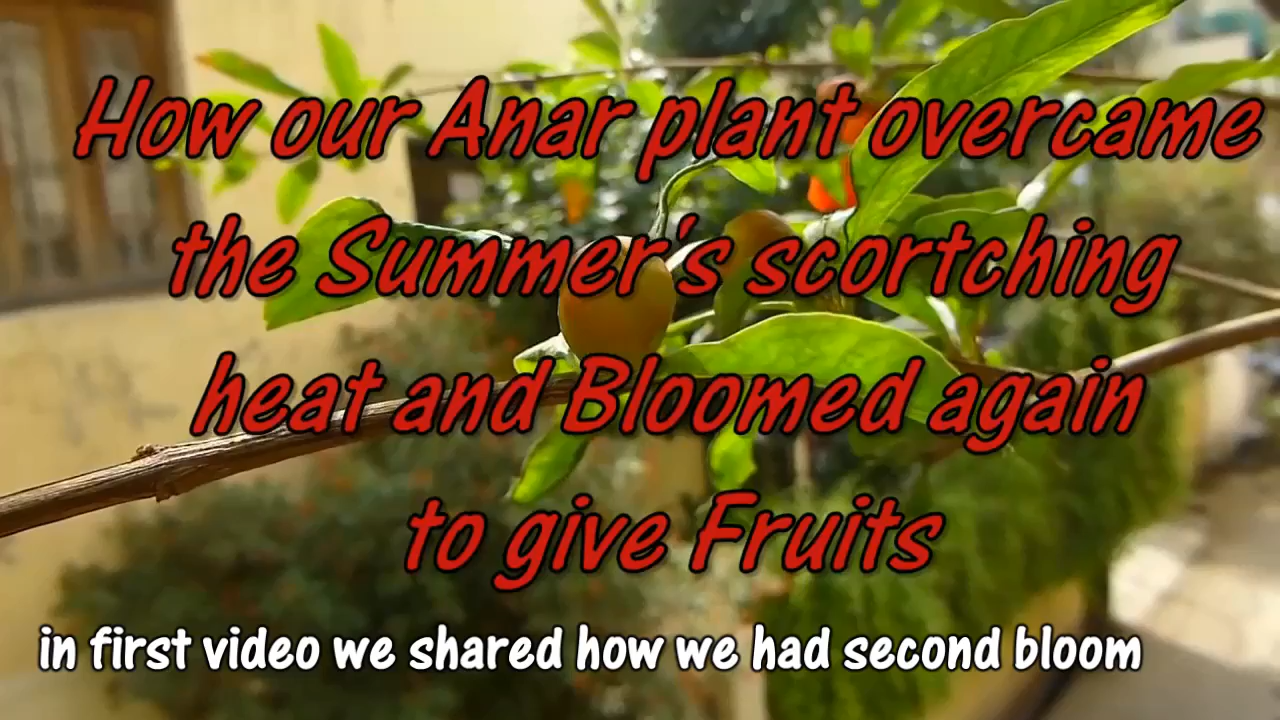 How our Anar plant overcame
the Summer's scortching
heat and Bloomed again
to give Fruits
in first video we shared how we had second bloom